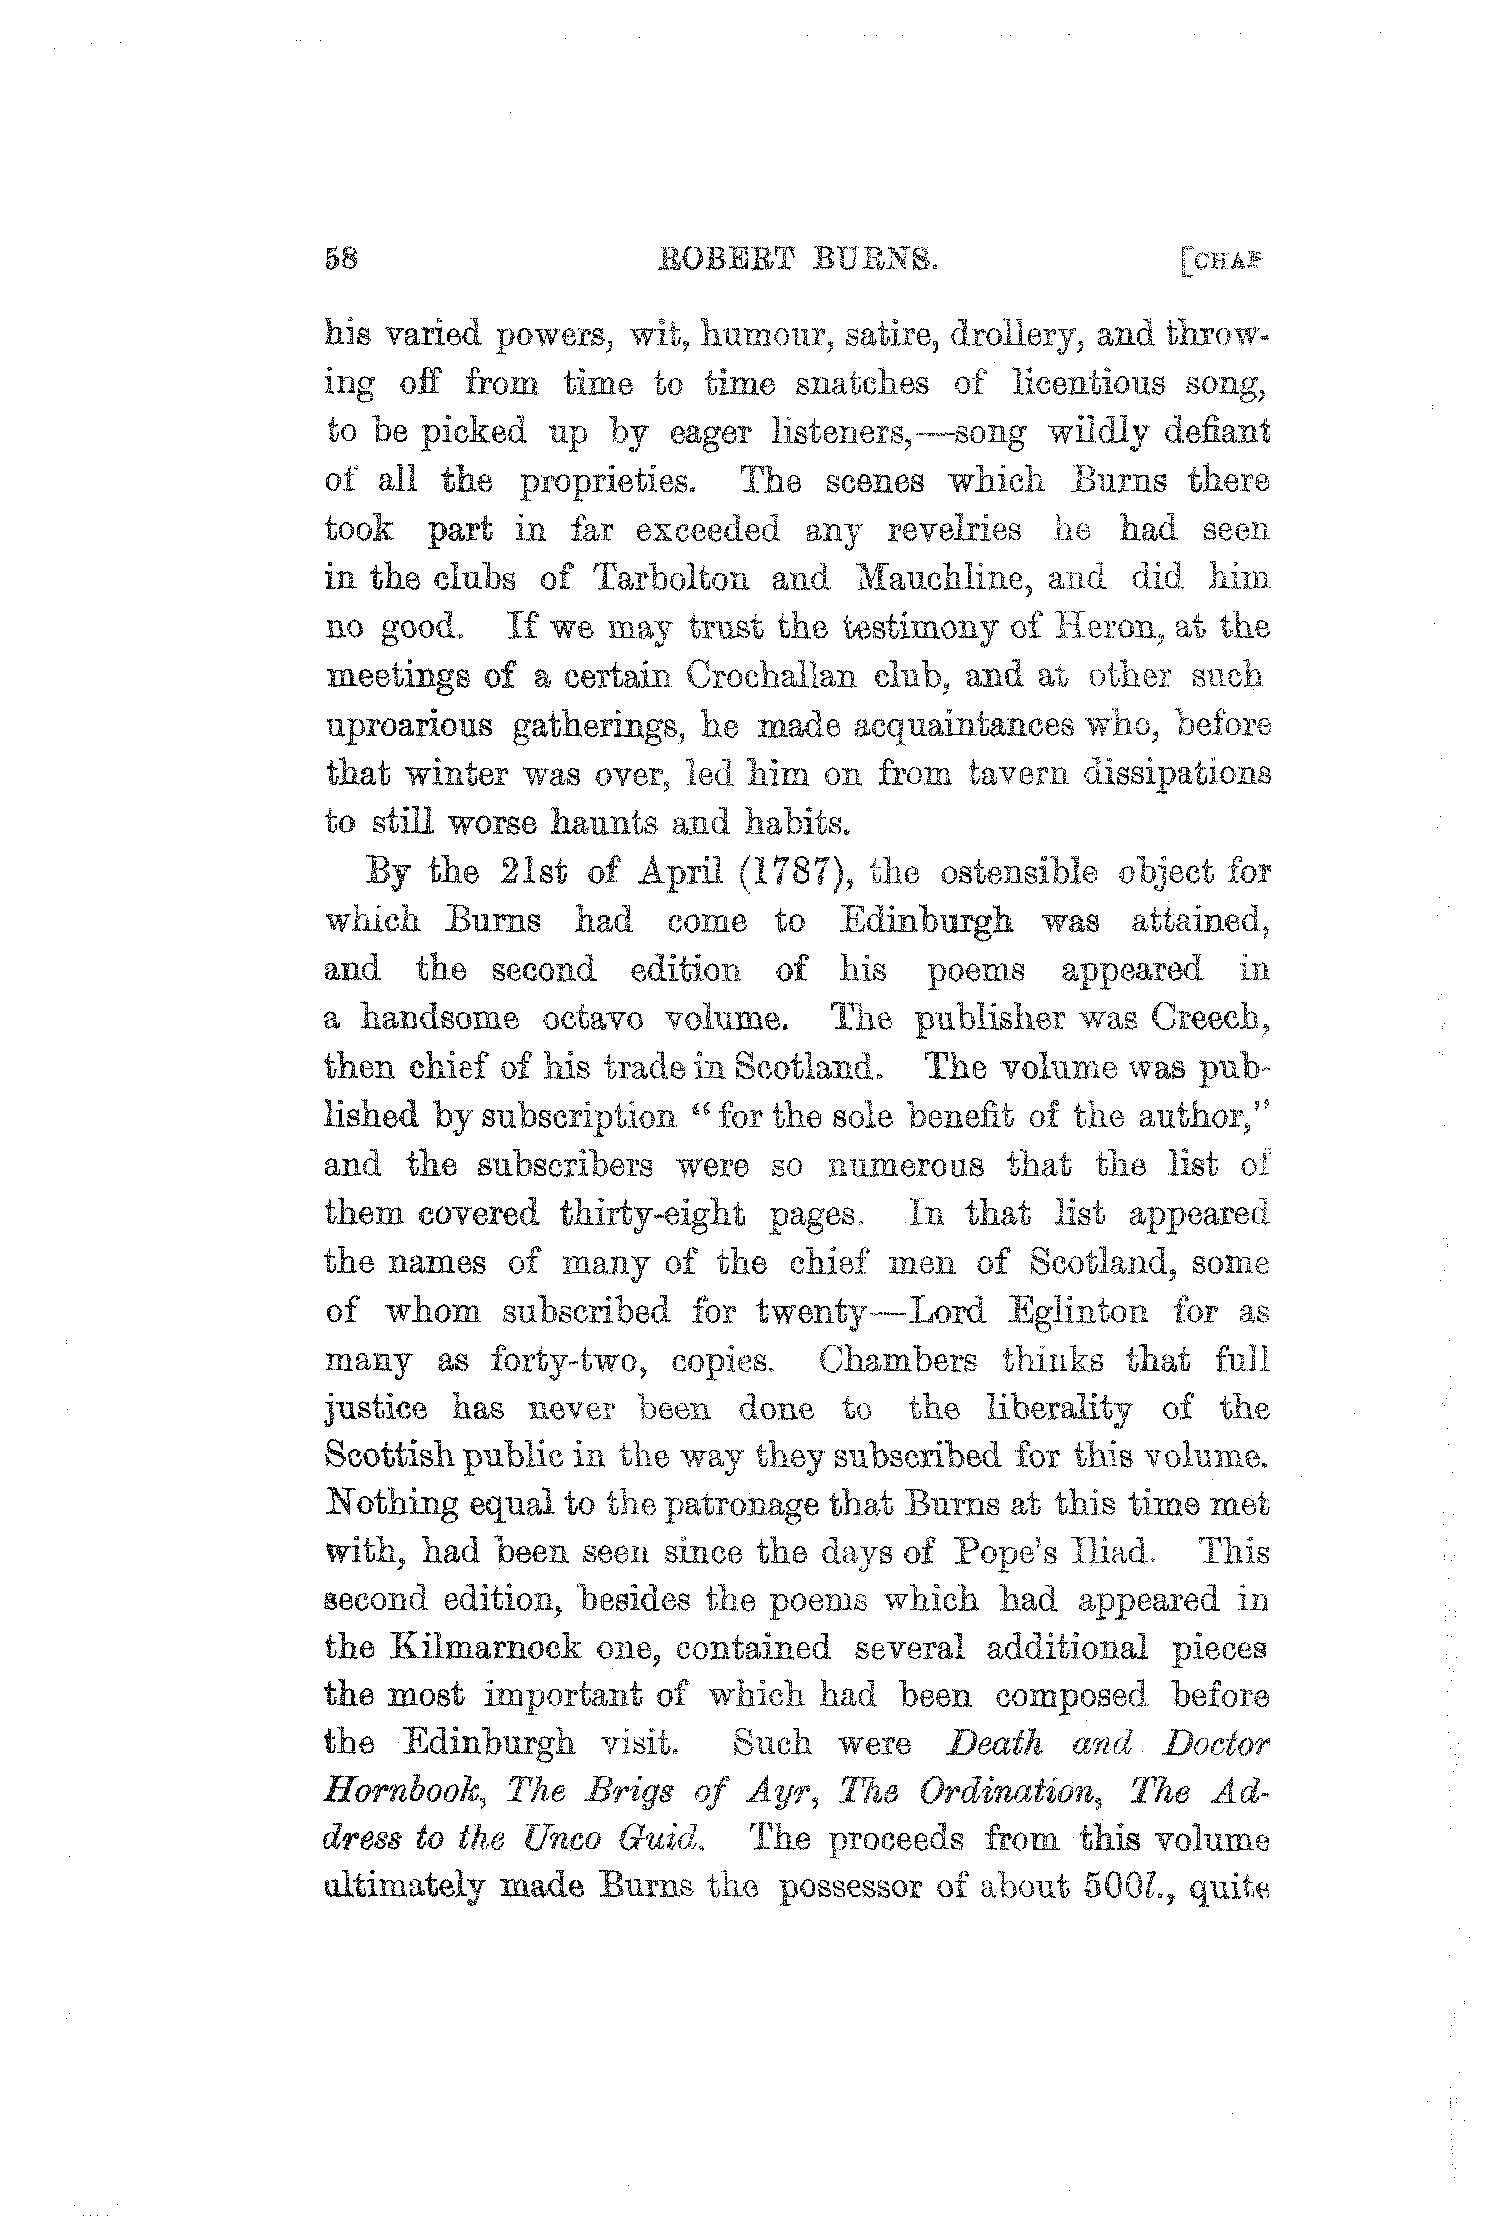 58 ROBERT BURNS. [CHAP
his varied powers, wit, humour, satire, drollery, and throw-
ing off from time to time snatches of licentious song,
to be picked up by eager listeners,—song wildly defiant
of all the proprieties. The scenes which Burns there
took part in far exceeded any revelries he had seen
in the clubs of Tarbolton and Mauchline, and did him
no good. If we may trust the testimony of Heron, at the
meetings of a certain Crochallan club, and at other such
uproarious gatherings, he made acquaintances who, before
that winter was over, led him on from tavern dissipations
to still worse haunts and habits.
By the 21st of April (1787), the ostensible object for
which Burns had come to Edinburgh was attained,
and the second edition of his poems appeared in
a handsome octavo volume. The publisher was Creech,
then chief of his trade in Scotland. The volume was pub-
lished by subscription “for the sole benefit of the author,”
and the subscribers were so numerous that the list of
them covered thirty-eight pages. In that list appeared
the names of many of the chief men of Scotland, some
of whom subscribed for twenty—Lord Eglinton for as
many as forty-two, copies. Chambers thinks that full
justice has never been done to the liberality of the
Scottish public in the way they subscribed for this volume.
Nothing equal to the patronage that Burns at this time met
with, had been seen since the days of Pope's Iliad. This
second edition, besides the poems which had appeared in
the Kilmarnock one, contained several additional pieces
the most important of which had been composed before
the Edinburgh visit. Such were Death and Doctor
Hornbook, The Brigs of Ayr, The Ordination, The Ad-
dress to the Unco Guid. The proceeds from this volume
ultimately made Burns the possessor of about 500l., quite